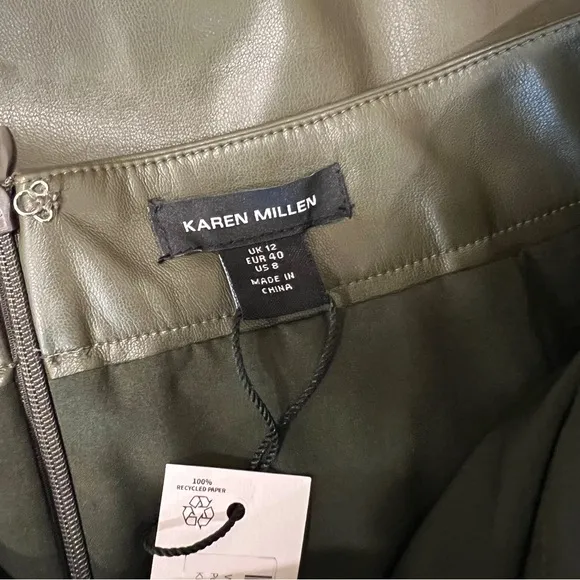 KAREN MILLEN
UK 12
EUR 40
US 8
MADE IN
CHINA
100%
RECYCLED PAPER